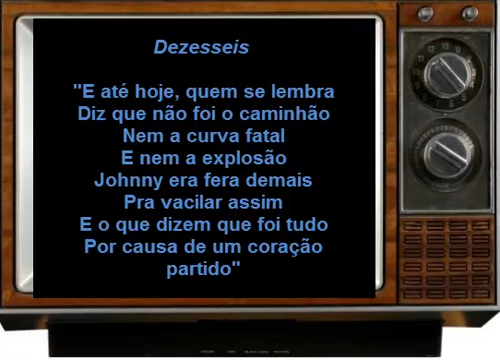 Dezesseis
"E até hoje, quem se lembra
Diz que não foi o caminhão
Nem a curva fatal
E nem a explosão
Johnny era fera demais
Pra vacilar assim
E o que dizem que foi tudo
Por causa de um coração
partido"